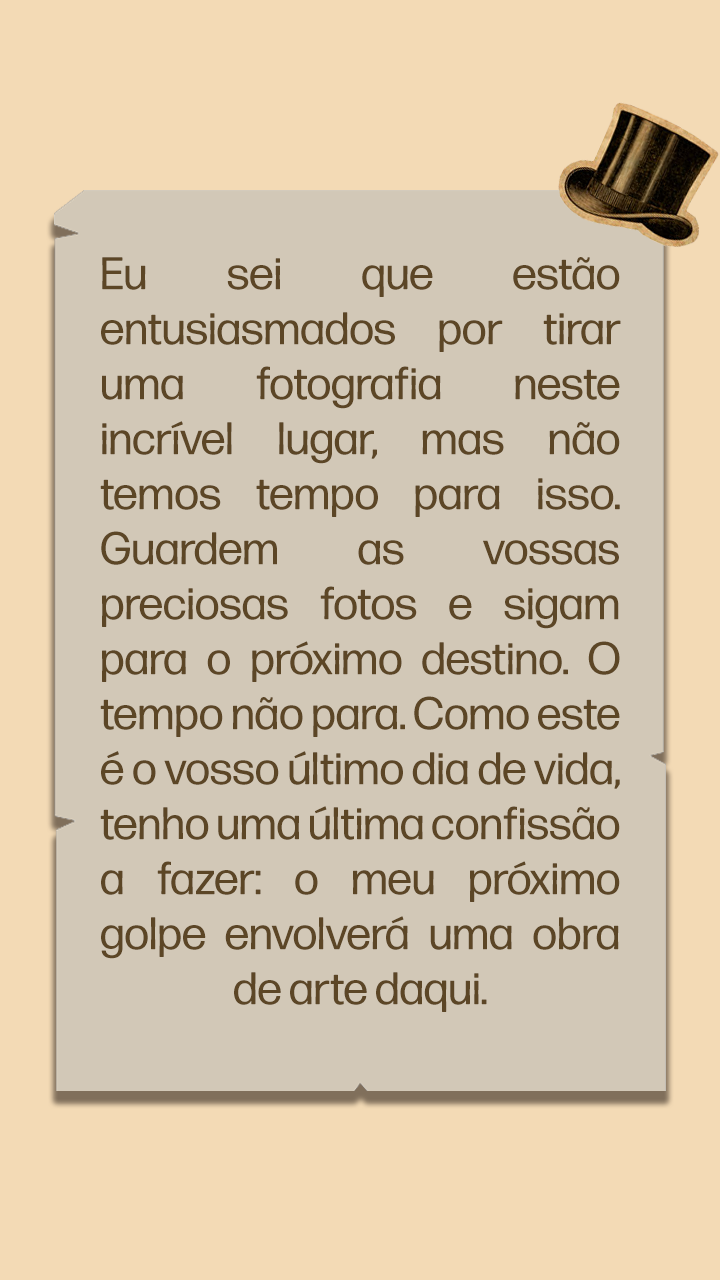 Eu sei que estão
entusiasmados por tirar
uma fotografia neste
incrível lugar, mas não
temos tempo para isso.
Guardem as vossas
preciosas fotos e sigam
para o próximo destino. O
tempo não para. Como este
é o vosso último dia de vida,
tenho uma última confissão
a fazer: o meu próximo
golpe envolverá uma obra
de arte daqui.